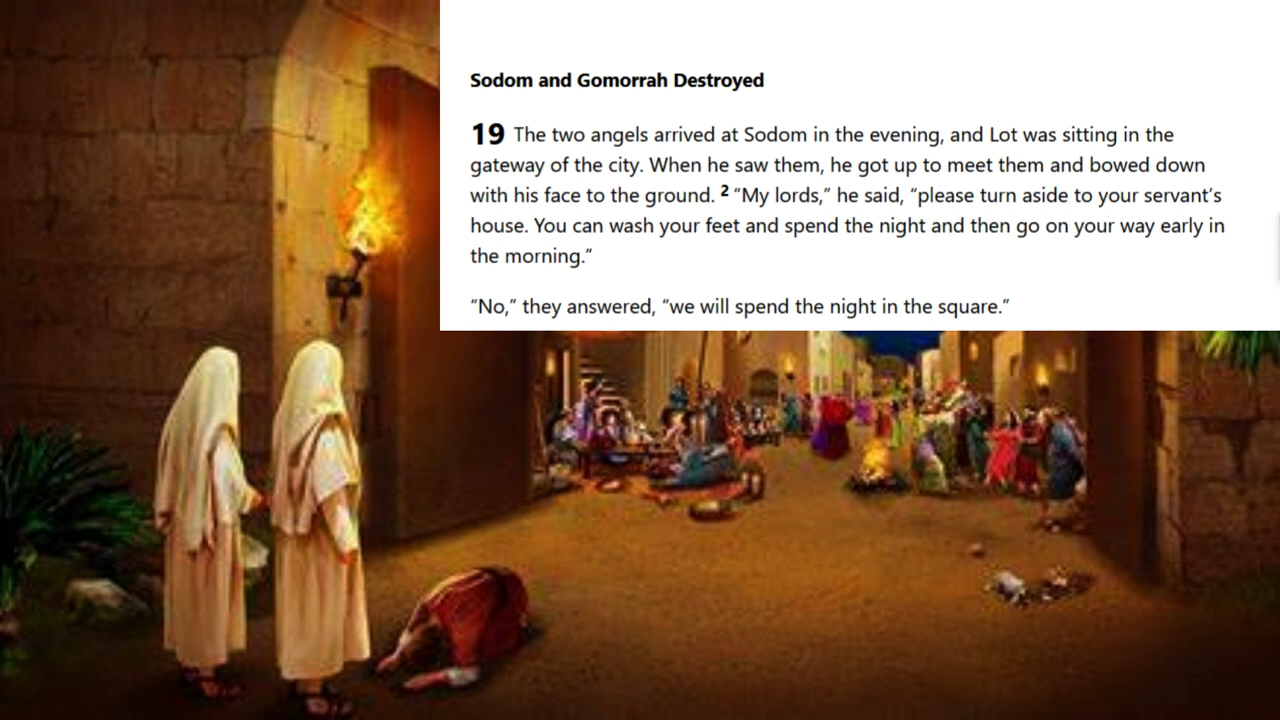 Sodom and Gomorrah Destroyed
19 The two angels arrived at Sodom in the evening, and Lot was sitting in the
gateway of the city. When he saw them, he got up to meet them and bowed down
with his face to the ground. 2 “My lords,” he said, “please turn aside to your servant’s
house. You can wash your feet and spend the night and then go on your way early in
the morning.”
“No,” they answered, “we will spend the night in the square.”